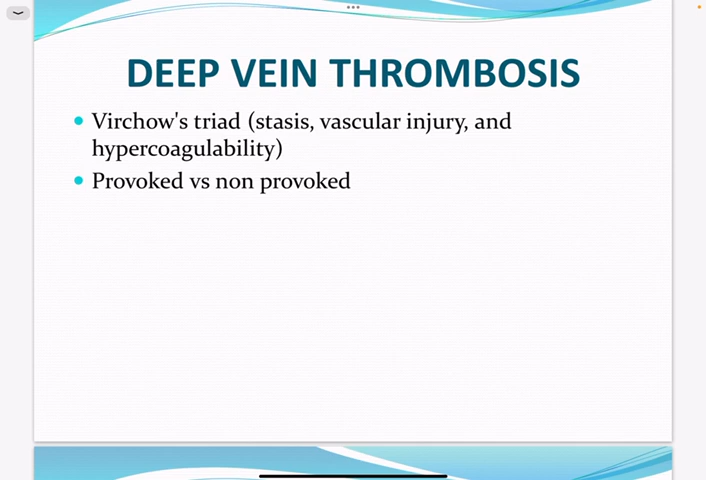 DEEP VEIN THROMBOSIS
• Virchow's triad (stasis, vascular injury, and
hypercoagulability)
• Provoked vs non provoked